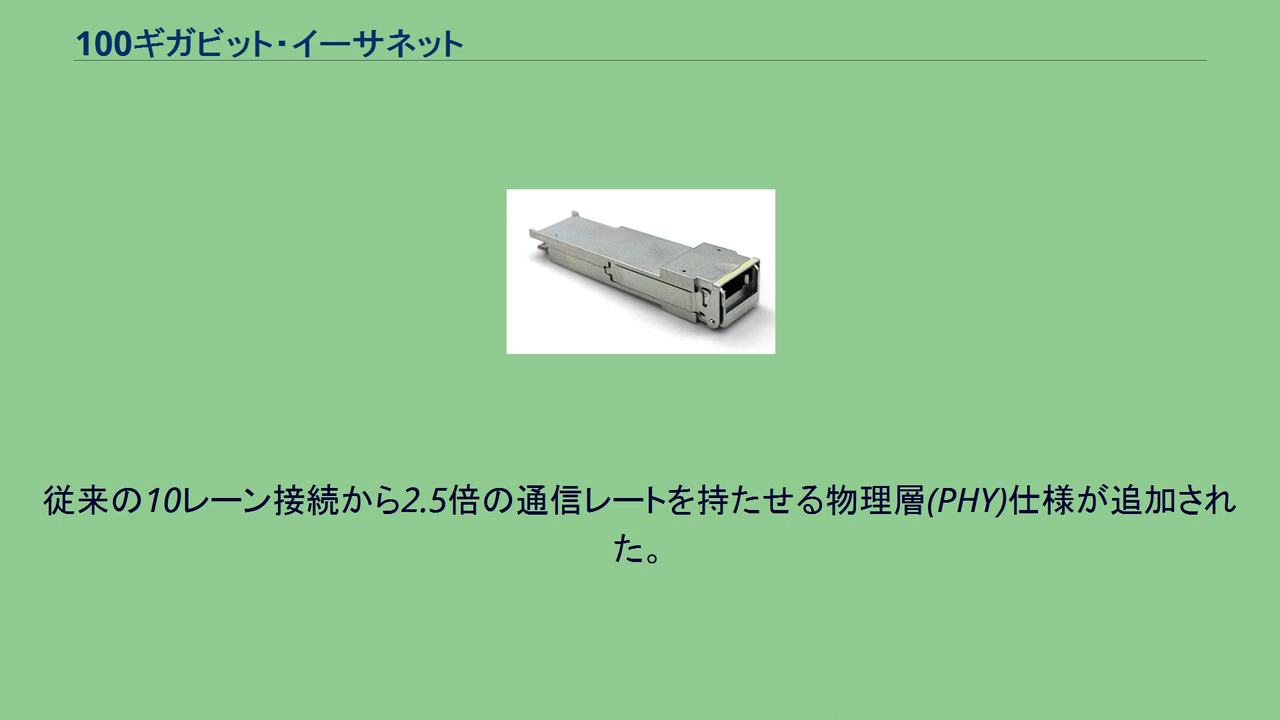 100ギガビット・イーサネット
従来の10レーン接続から2.5倍の通信レートを持たせる物理層(PHY)仕様が追加され
た。